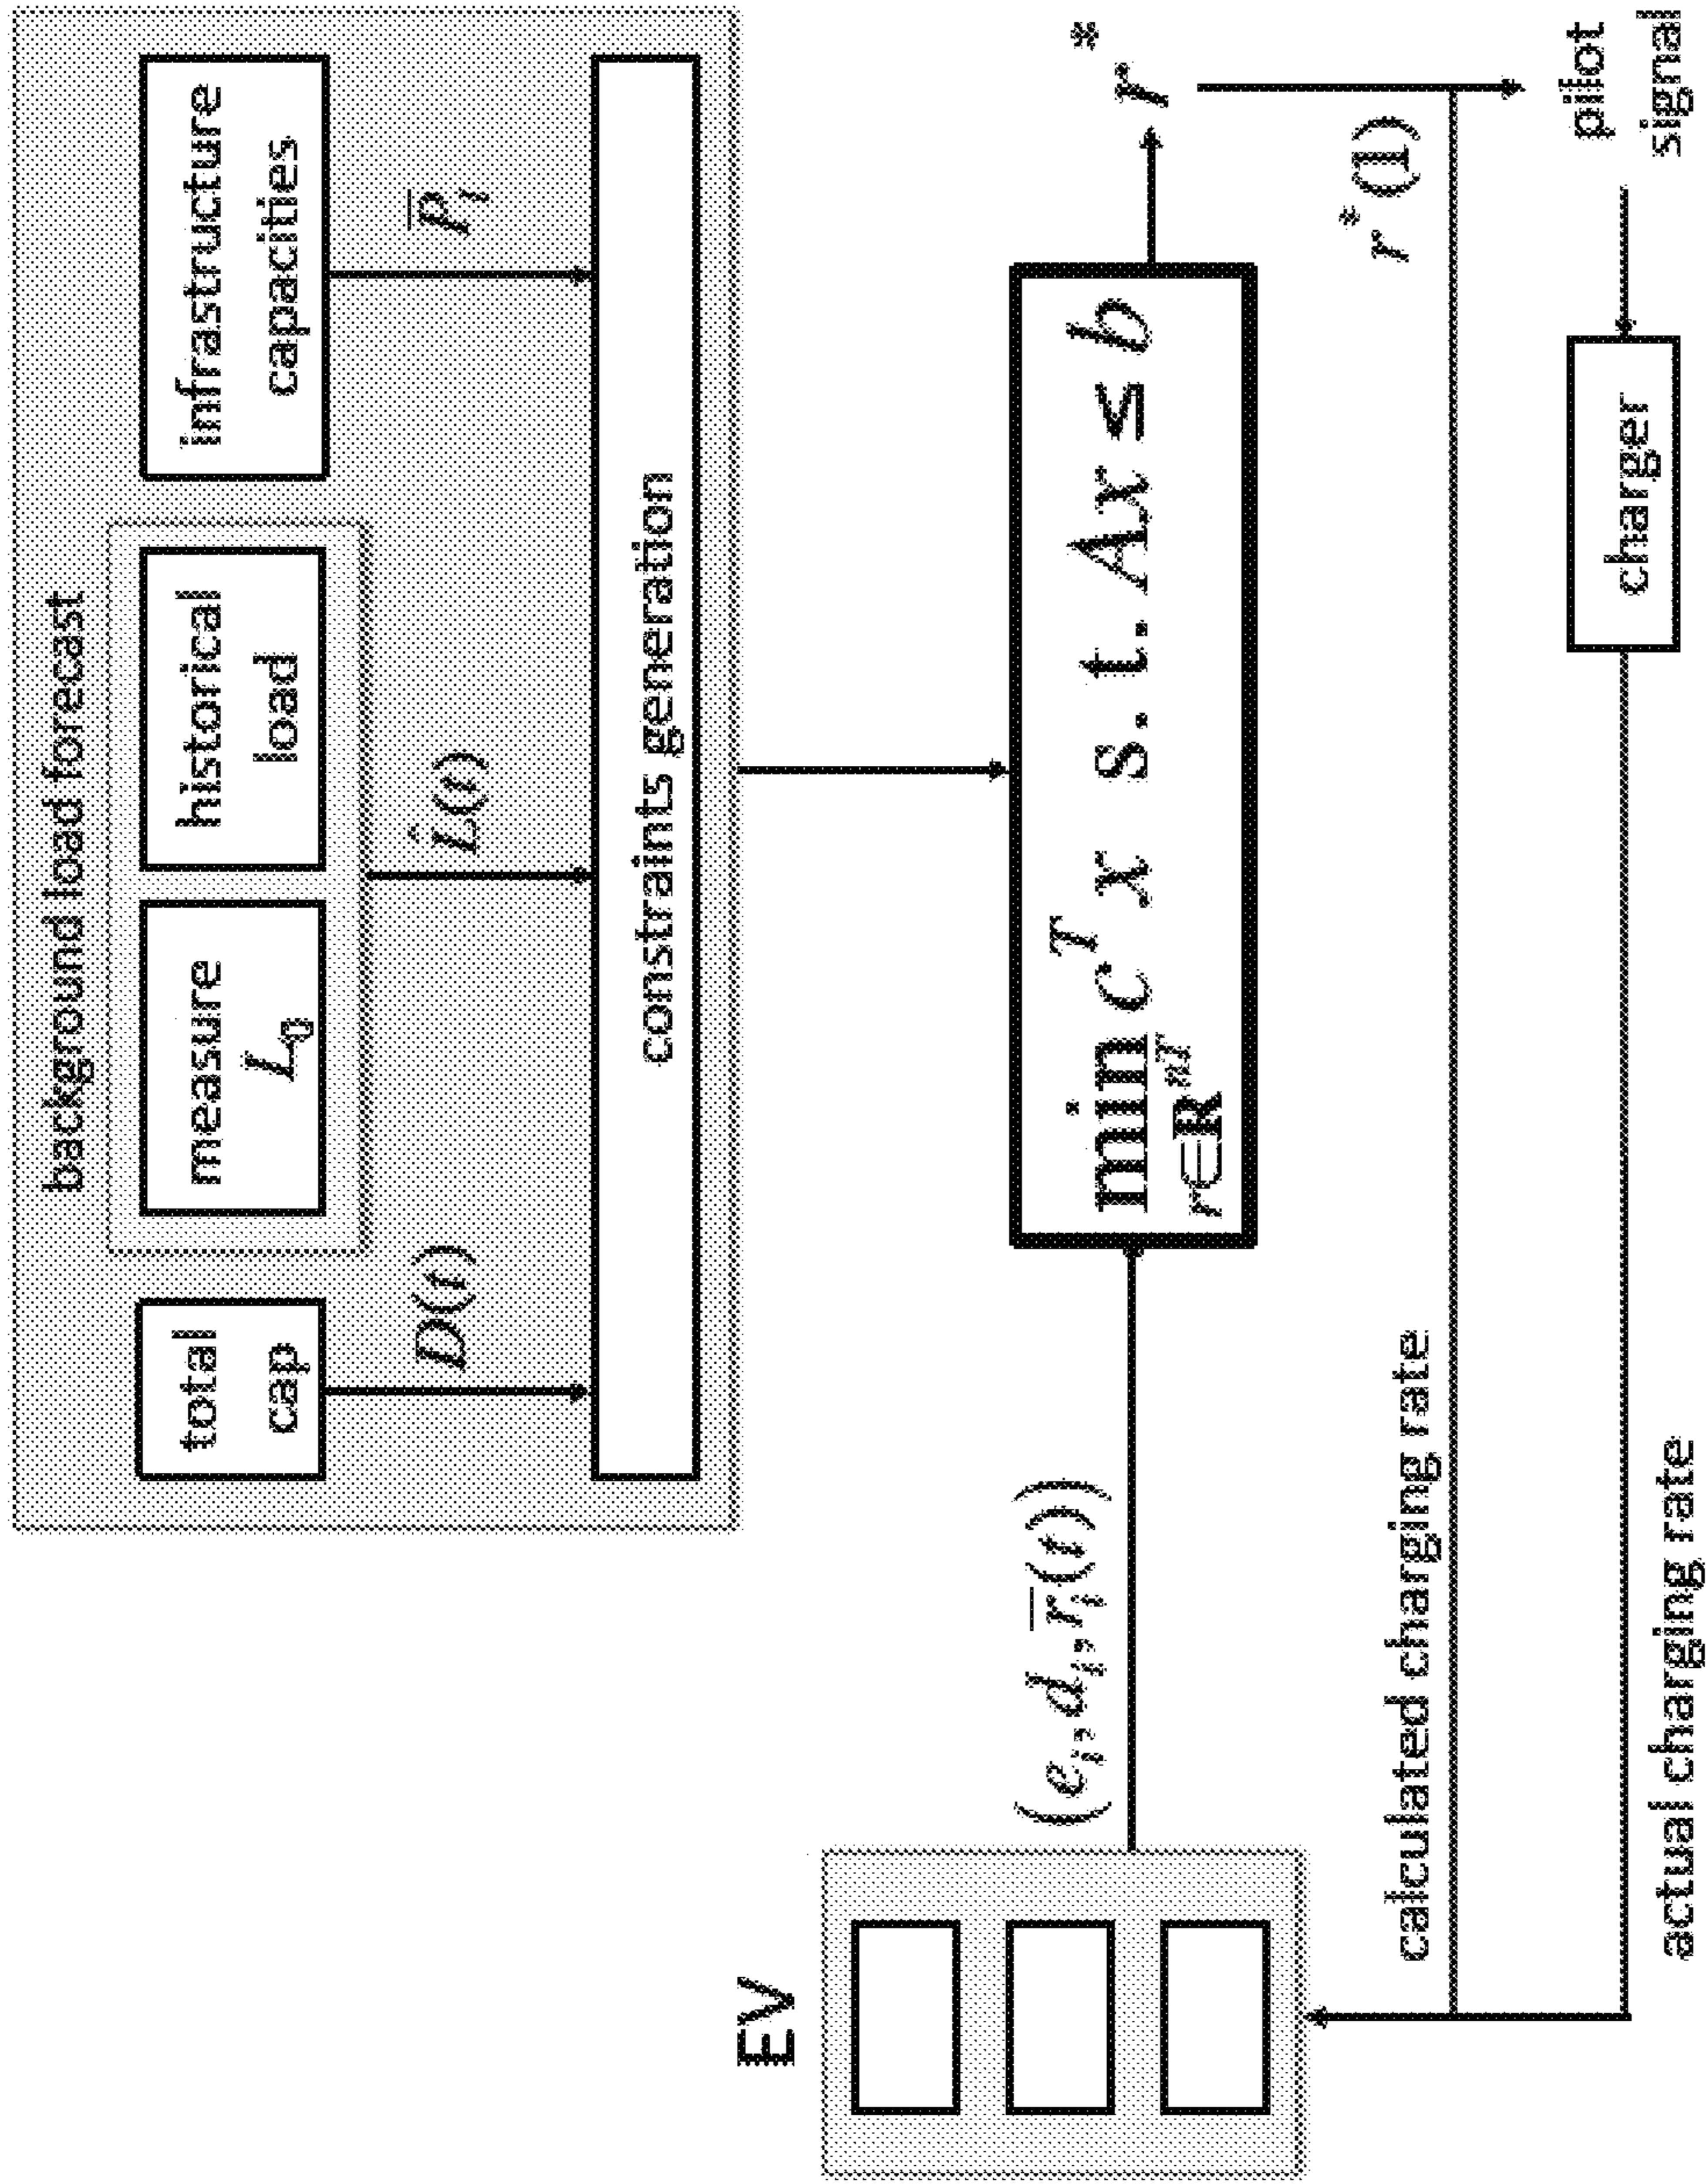 background load forecast
total
cap
measure
L₀
historical
load
infrastructure
capacities
D(t)
L̂(t)
P̅ₗ
constraints generation
EV
(eᵢ, dᵢ, r̅ᵢ(t))
min cᵀx s. t. Ax ≤ b
r∈𝐑ⁿᵀ
r*
r*(1)
calculated charging rate
pilot
signal
charger
actual charging rate